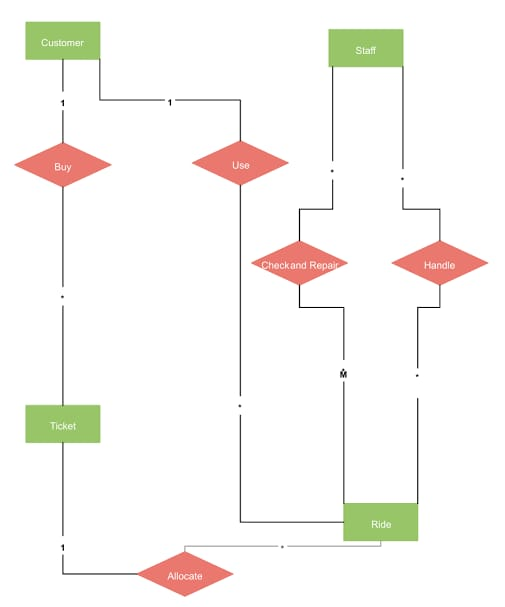 Customer
Staff
1
1
Buy
Use
*
*
Checkand Repair
Handle
*
M
*
*
Ticket
Ride
1
*
Allocate